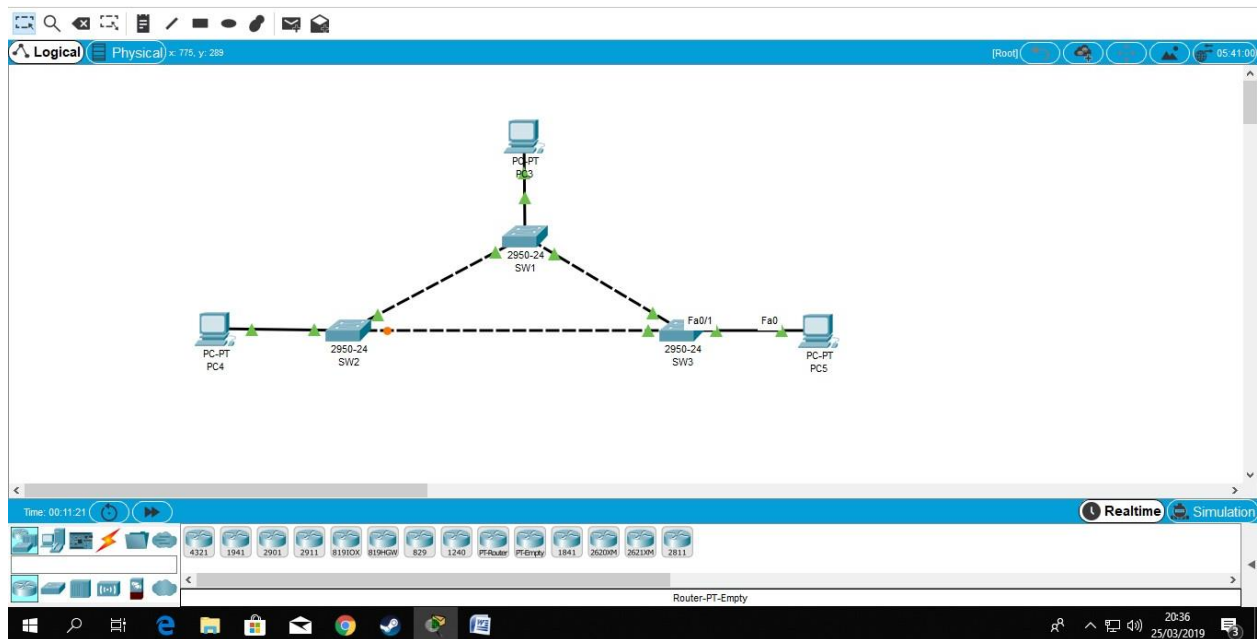 Logical
Physical
x: 775, y: 289
[Root]
05:41:00
PC-PT
PC3
2950-24
SW1
PC-PT
PC4
2950-24
SW2
Fa0/1
Fa0
2950-24
SW3
PC-PT
PC5
Time: 00:11:21
Realtime
Simulation
4321
1941
2901
2911
819IOX
819HGW
829
1240
PT-Router
PT-Empty
1841
2620XM
2621XM
2811
Router-PT-Empty
20:36
25/03/2019
3